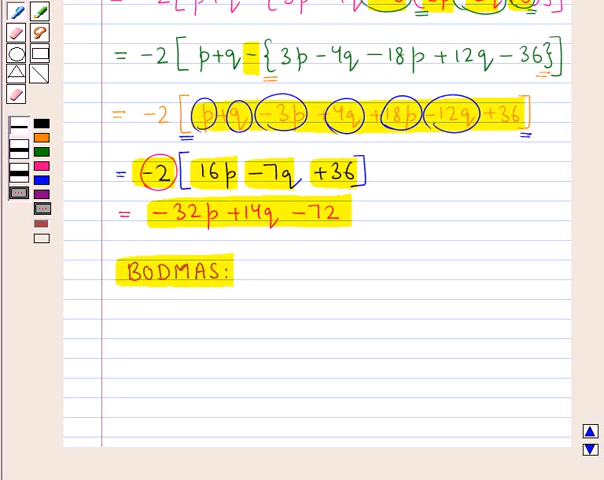 = -2[p+q-{3p-4q-18p+12q-36}]
= -2[p+q-3p+4q+18p-12q+36]
= -2[16p-7q+36]
= -32p+14q-72
BODMAS: